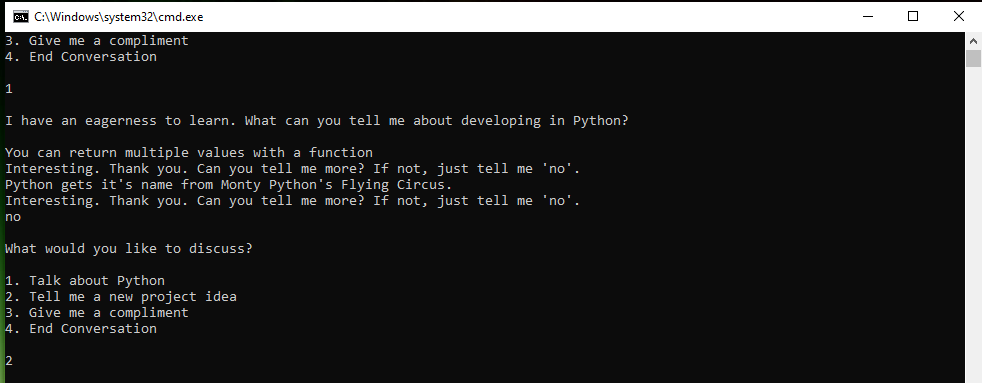 C:\Windows\system32\cmd.exe
3. Give me a compliment
4. End Conversation
1
I have an eagerness to learn. What can you tell me about developing in Python?
You can return multiple values with a function
Interesting. Thank you. Can you tell me more? If not, just tell me 'no'.
Python gets it's name from Monty Python's Flying Circus.
Interesting. Thank you. Can you tell me more? If not, just tell me 'no'.
no
What would you like to discuss?
1. Talk about Python
2. Tell me a new project idea
3. Give me a compliment
4. End Conversation
2